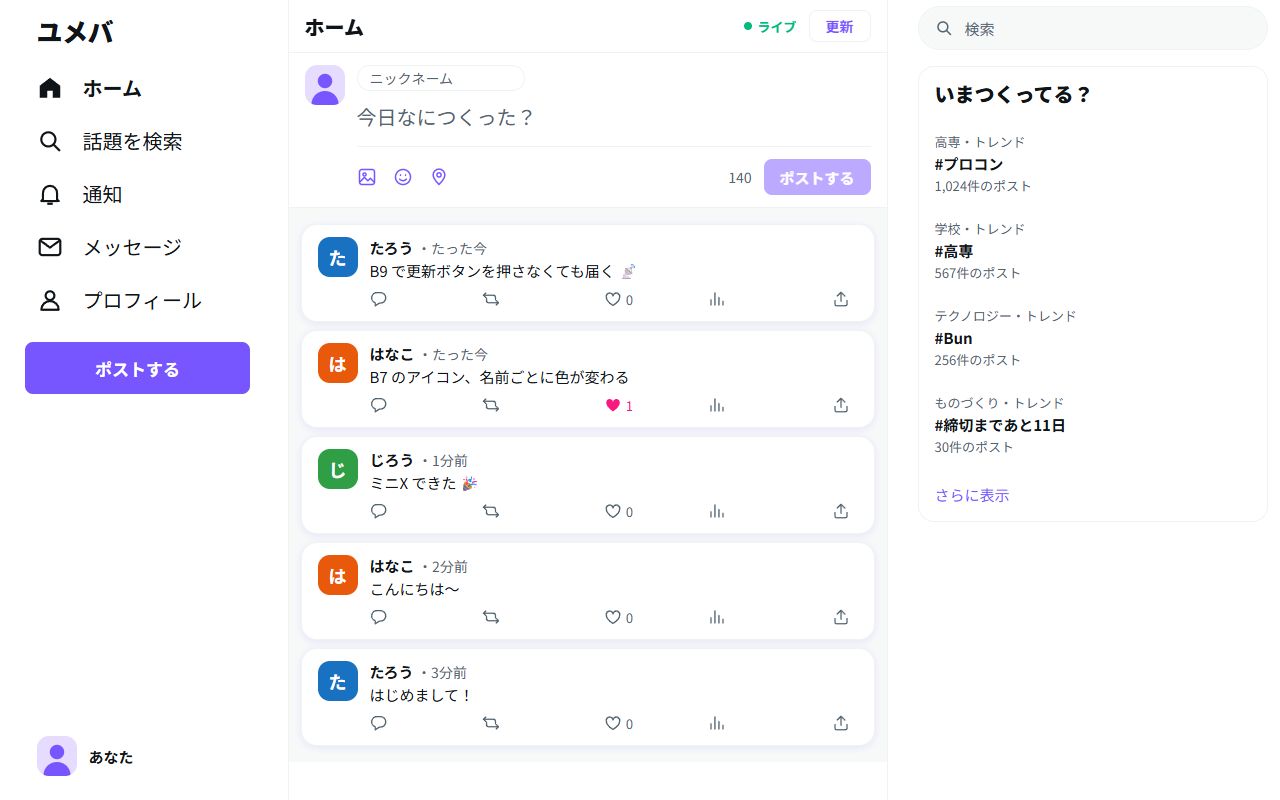 ユメバ
ホーム
話題を検索
通知
メッセージ
プロフィール
ポストする
あなた
ホーム
ライブ
更新
ニックネーム
今日なにつくった？
140
ポストする
たろう ・たった今
B9 で更新ボタンを押さなくても届く 📡
0
はなこ ・たった今
B7 のアイコン、名前ごとに色が変わる
1
じろう ・1分前
ミニX できた 🎉
0
はなこ ・2分前
こんにちは〜
0
たろう ・3分前
はじめまして！
0
た
は
じ
は
た
検索
いまつくってる？
高専・トレンド
#プロコン
1,024件のポスト
学校・トレンド
#高専
567件のポスト
テクノロジー・トレンド
#Bun
256件のポスト
ものづくり・トレンド
#締切まであと11日
30件のポスト
さらに表示